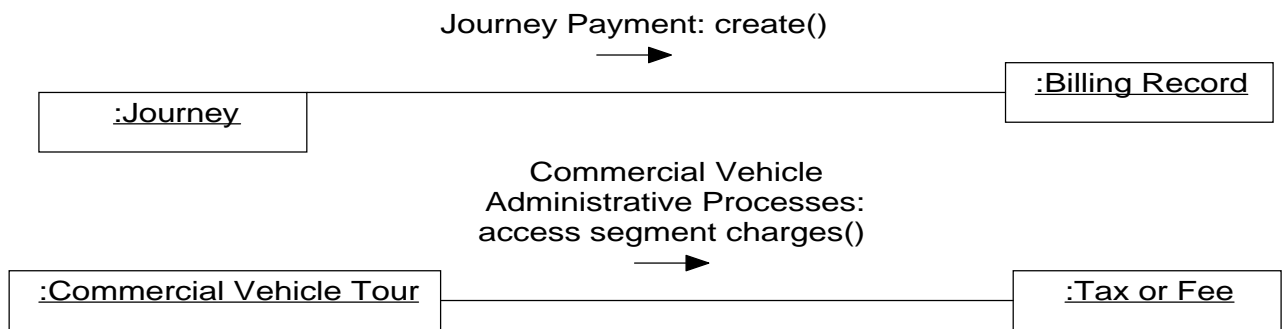 Journey Payment: create()
:Journey
:Billing Record
Commercial Vehicle
Administrative Processes:
access segment charges()
:Commercial Vehicle Tour
:Tax or Fee